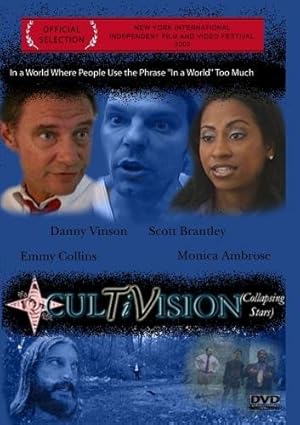 OFFICIAL
SELECTION
NEW YORK INTERNATIONAL
INDEPENDENT FILM AND VIDEO FESTIVAL
In a World Where People Use the Phrase "In a World" Too Much
Danny Vinson
Scott Brantley
Emmy Collins
Monica Ambrose
CULTiVISION
(Collapsing
Stars)
DVD